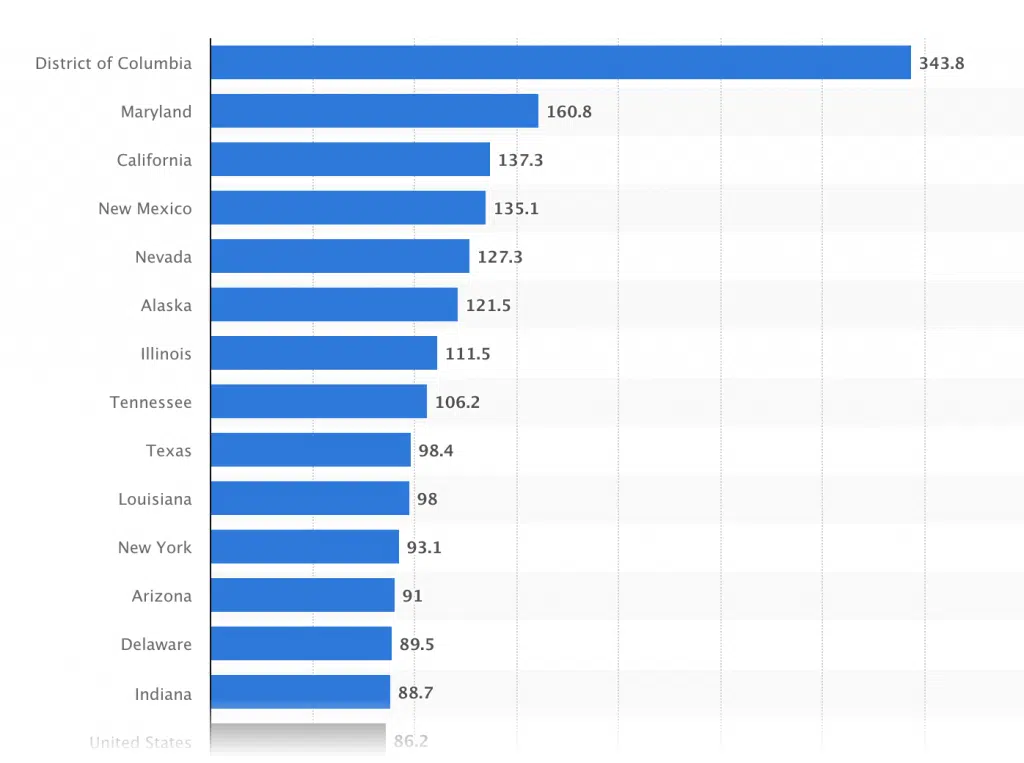 District of Columbia 343.8
Maryland 160.8
California 137.3
New Mexico 135.1
Nevada 127.3
Alaska 121.5
Illinois 111.5
Tennessee 106.2
Texas 98.4
Louisiana 98
New York 93.1
Arizona 91
Delaware 89.5
Indiana 88.7
United States 86.2